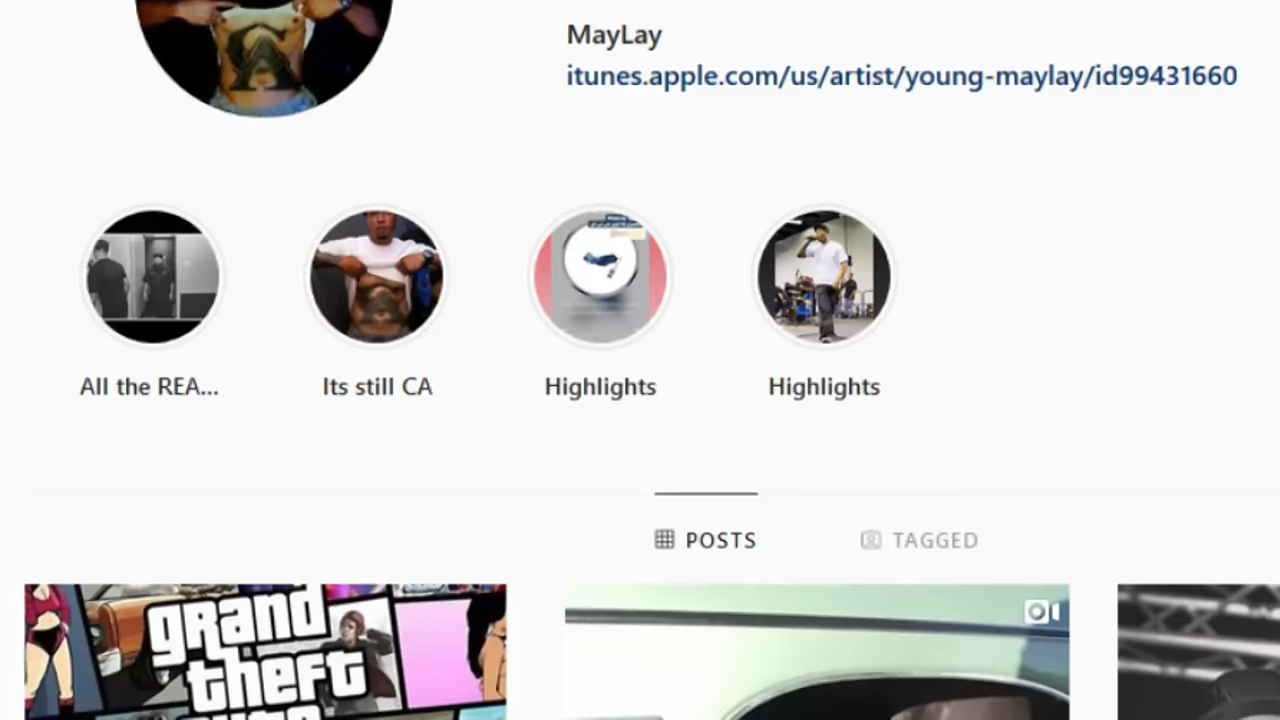 MayLay
itunes.apple.com/us/artist/young-maylay/id99431660
All the REA...
Its still CA
Highlights
Highlights
POSTS
TAGGED
grand
theft
auto